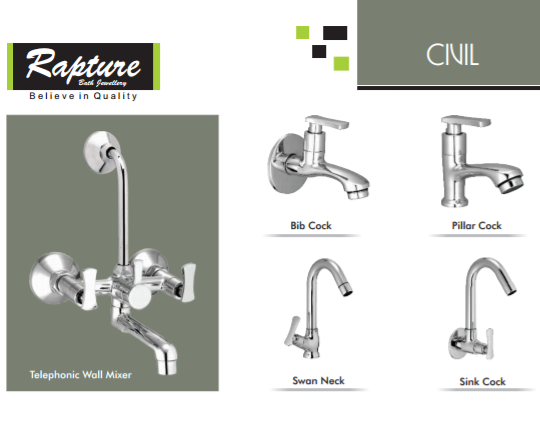 Rapture
Bath Jewellery
Believe in Quality
CIVIL
Bib Cock
Pillar Cock
Telephonic Wall Mixer
Swan Neck
Sink Cock